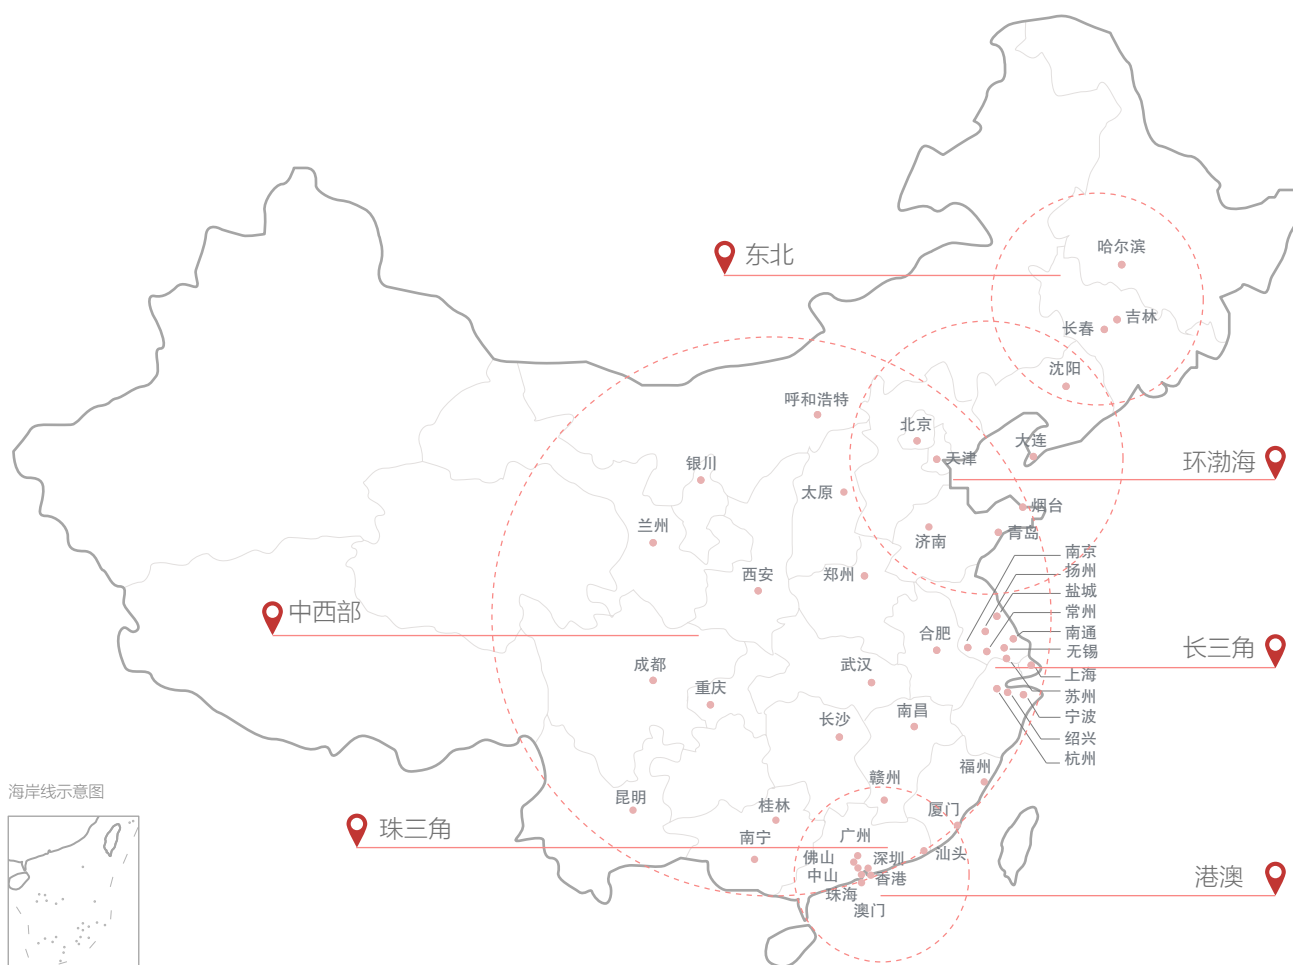 东北
哈尔滨
吉林
长春
沈阳
呼和浩特
北京
大连
天津
环渤海
银川
太原
烟台
兰州
济南
青岛
南京
扬州
西安
郑州
盐城
中西部
常州
合肥
南通
长三角
无锡
成都
武汉
上海
重庆
苏州
长沙
南昌
宁波
绍兴
杭州
福州
赣州
海岸线示意图
昆明
桂林
厦门
珠三角
南宁
广州
汕头
佛山
深圳
中山
香港
港澳
珠海
澳门